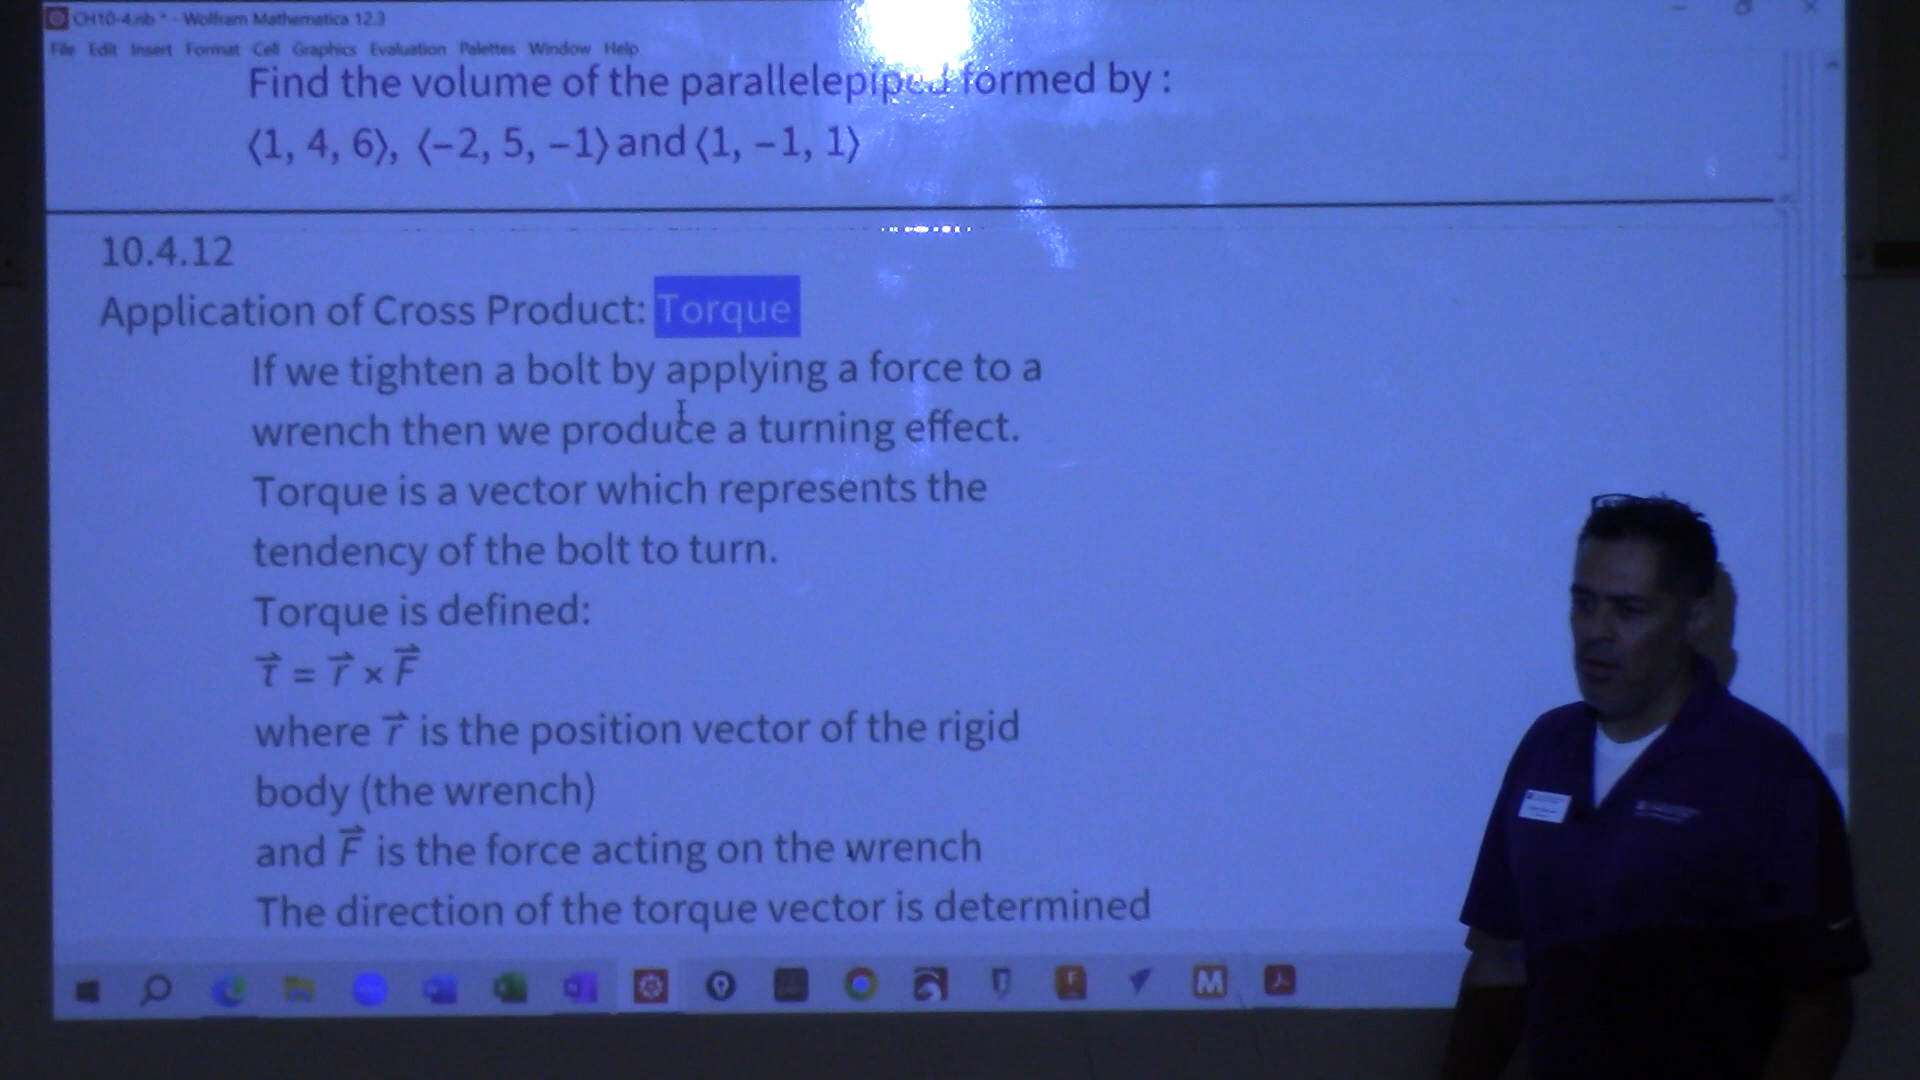 CH10-4.nb * - Wolfram Mathematica 12.3
File Edit Insert Format Cell Graphics Evaluation Palettes Window Help
Find the volume of the parallelepiped formed by :
⟨1, 4, 6⟩, ⟨−2, 5, −1⟩ and ⟨1, −1, 1⟩
10.4.12
Application of Cross Product: Torque
If we tighten a bolt by applying a force to a
wrench then we produce a turning effect.
Torque is a vector which represents the
tendency of the bolt to turn.
Torque is defined:
τ⃗ = r⃗ × F⃗
where r⃗ is the position vector of the rigid
body (the wrench)
and F⃗ is the force acting on the wrench
The direction of the torque vector is determined